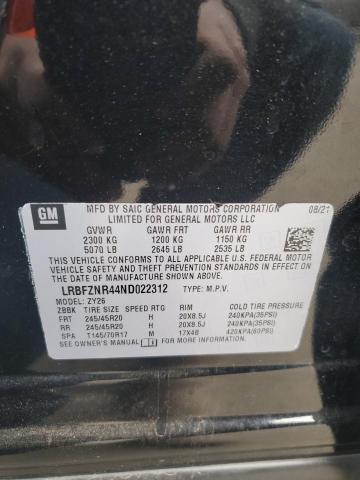 GM
MFD BY SAIC GENERAL MOTORS CORPORATION 08/21
LIMITED FOR GENERAL MOTORS LLC
GVWR GAWR FRT GAWR RR
2300 KG 1200 KG 1150 KG
5070 LB 2645 LB 2535 LB
THIS VEHICLE CONFORMS TO ALL APPLICABLE U.S. FEDERAL MOTOR
VEHICLE SAFETY AND THEFT PREVENTION STANDARDS IN EFFECT ON
THE DATE OF MANUFACTURE SHOWN ABOVE.
LRBFZNR44ND022312 TYPE: M.P.V.
MODEL: ZY26
ZBBK TIRE SIZE SPEED RTG RIM COLD TIRE PRESSURE
FRT 245/45R20 H 20X8.5J 240KPA(35PSI)
RR 245/45R20 H 20X8.5J 240KPA(35PSI)
SPA T145/70R17 M 17X4B 420KPA(60PSI)
SEE OWNER'S MANUAL FOR ADDITIONAL INFORMATION